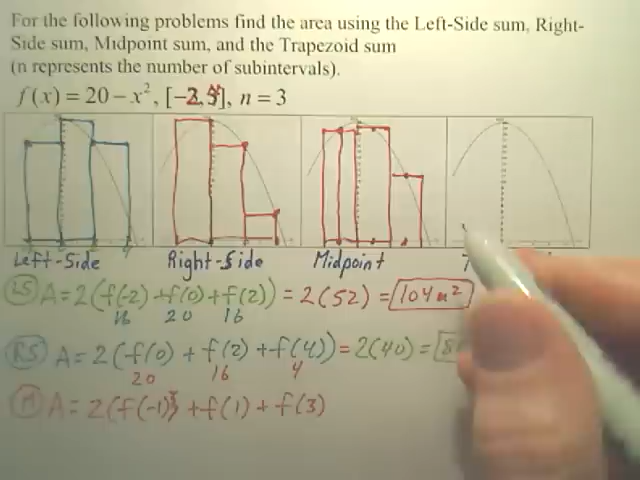 For the following problems find the area using the Left-Side sum, Right-
Side sum, Midpoint sum, and the Trapezoid sum
(n represents the number of subintervals).
f(x) = 20 − x², [−2, 4], n = 3
Left-Side Right-Side Midpoint T
LS A = 2(f(-2) + f(0) + f(2)) = 2(52) = 104 u²
16 20 16
RS A = 2(f(0) + f(2) + f(4)) = 2(40) = 8
20 16 4
M A = 2(f(-1) + f(1) + f(3)